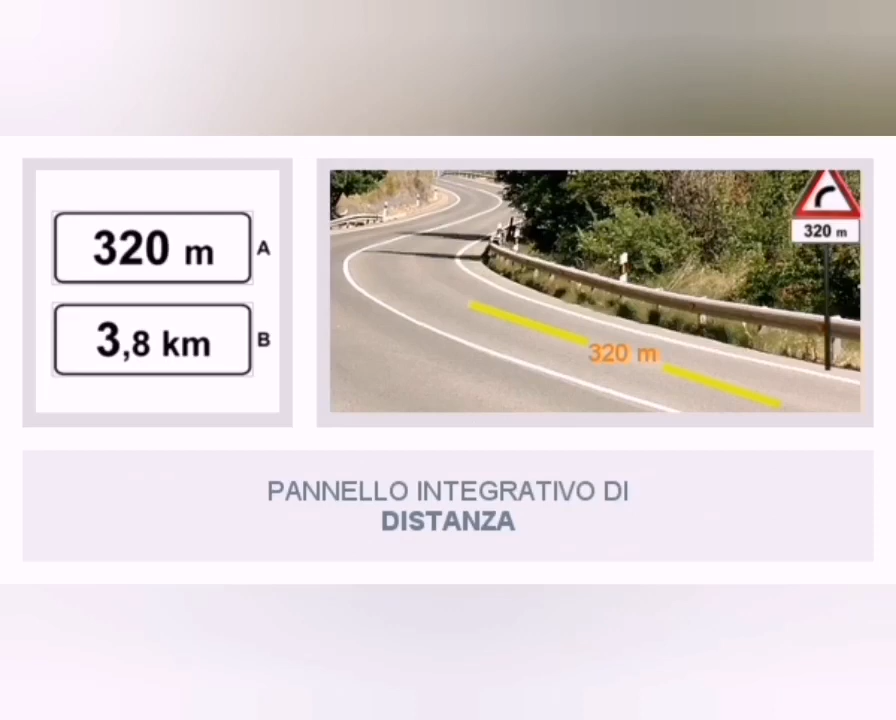 320 m
A
3,8 km
B
320 m
320 m
PANNELLO INTEGRATIVO DI
DISTANZA